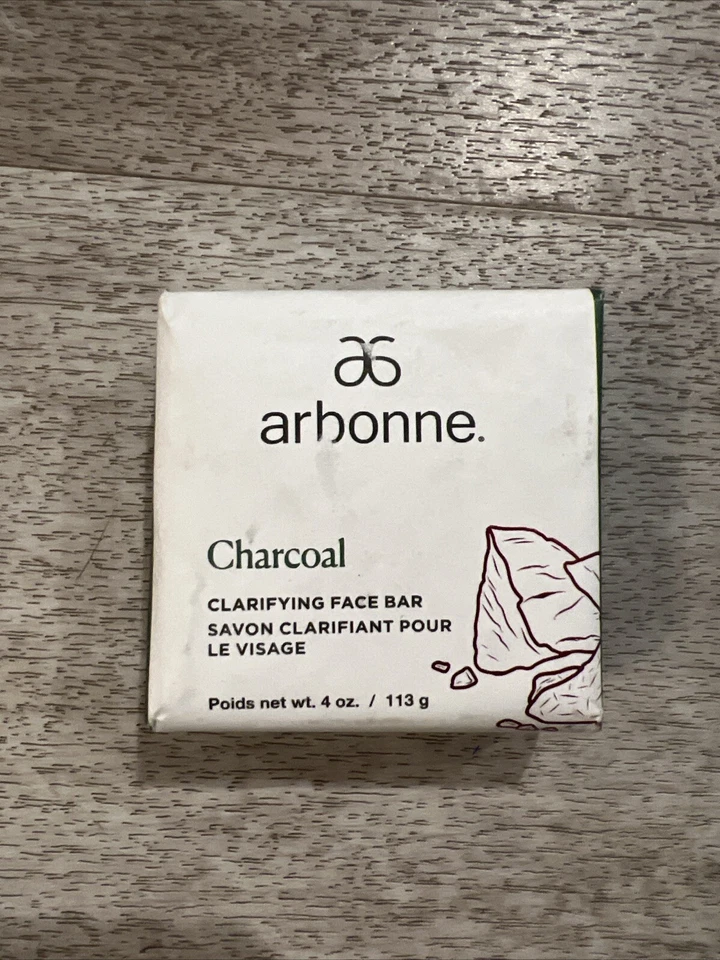 arbonne.
Charcoal
CLARIFYING FACE BAR
SAVON CLARIFIANT POUR
LE VISAGE
Poids net wt. 4 oz. / 113 g